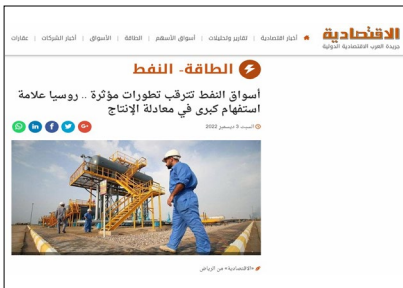 الاقتصادية
جريدة العرب الاقتصادية الدولية
أخبار اقتصادية | تقارير وتحليلات | أسواق الأسهم | الطاقة | الأسواق | أخبار الشركات | عقارات
الطاقة- النفط
أسواق النفط تترقب تطورات مؤثرة .. روسيا علامة
استفهام كبرى في معادلة الإنتاج
السبت 3 ديسمبر 2022
«الاقتصادية» من الرياض